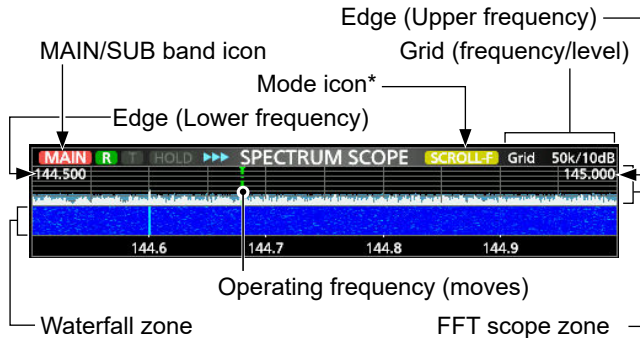 Edge (Upper frequency)
MAIN/SUB band icon
Grid (frequency/level)
Mode icon*
Edge (Lower frequency)
MAIN R T HOLD SPECTRUM SCOPE SCROLL-F Grid 50k/10dB
144.500 145.000
144.6 144.7 144.8 144.9
Operating frequency (moves)
Waterfall zone FFT scope zone